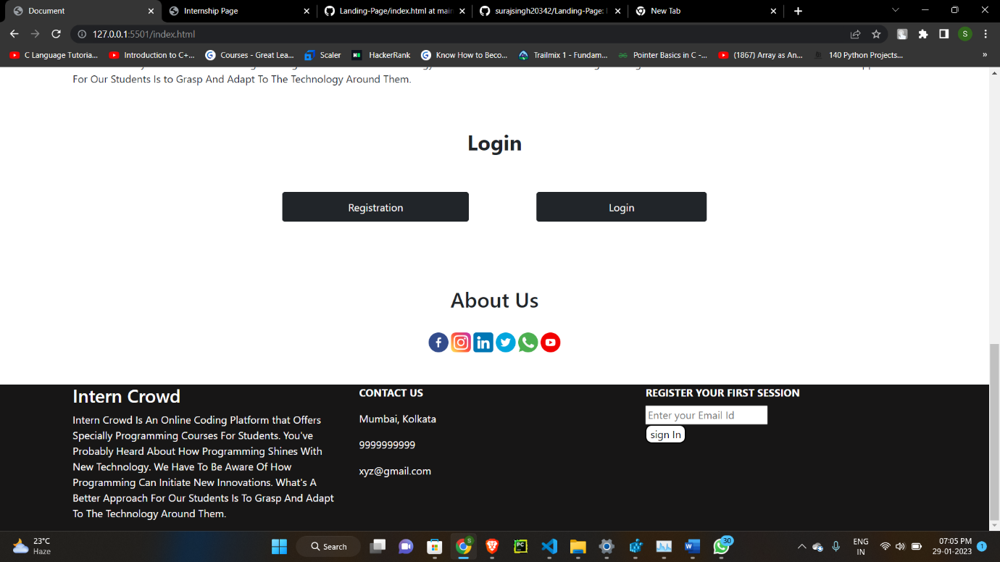 Document
Internship Page
Landing-Page/index.html at main
surajsingh20342/Landing-Page:
New Tab
127.0.0.1:5501/index.html
S
C Language Tutoria...
Introduction to C+...
Courses - Great Lea...
Scaler
HackerRank
Know How to Beco...
Trailmix 1 - Fundam...
Pointer Basics in C -...
(1867) Array as An...
140 Python Projects...
»
For Our Students Is to Grasp And Adapt To The Technology Around Them.
Login
Registration
Login
About Us
Intern Crowd
Intern Crowd Is An Online Coding Platform that Offers
Specially Programming Courses For Students. You've
Probably Heard About How Programming Shines With
New Technology. We Have To Be Aware Of How
Programming Can Initiate New Innovations. What's A
Better Approach For Our Students Is To Grasp And Adapt
To The Technology Around Them.
CONTACT US
Mumbai, Kolkata
9999999999
xyz@gmail.com
REGISTER YOUR FIRST SESSION
Enter your Email Id
sign In
23°C
Haze
Search
30
ENG
IN
07:05 PM
29-01-2023
1